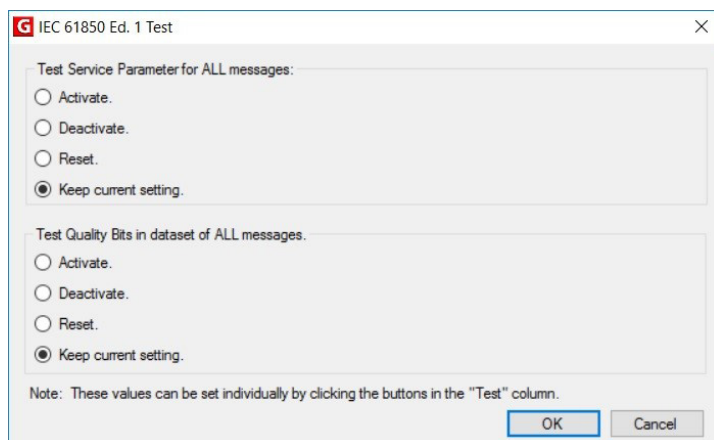 G IEC 61850 Ed. 1 Test
Test Service Parameter for ALL messages:
Activate.
Deactivate.
Reset.
Keep current setting.
Test Quality Bits in dataset of ALL messages.
Activate.
Deactivate.
Reset.
Keep current setting.
Note: These values can be set individually by clicking the buttons in the "Test" column.
OK Cancel